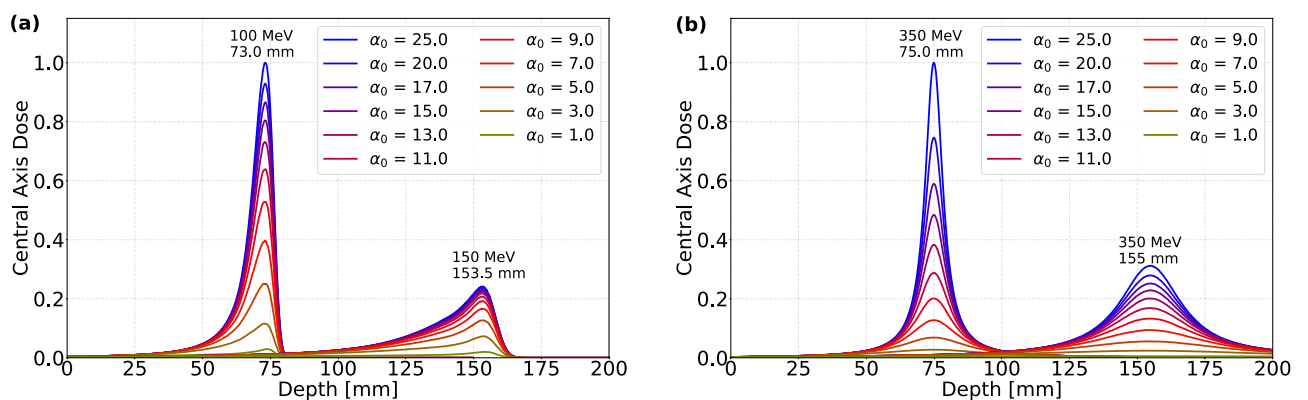 (a)
Central Axis Dose
1.0
0.8
0.6
0.4
0.2
0.0
100 MeV
73.0 mm
150 MeV
153.5 mm
α₀ = 25.0
α₀ = 20.0
α₀ = 17.0
α₀ = 15.0
α₀ = 13.0
α₀ = 11.0
α₀ = 9.0
α₀ = 7.0
α₀ = 5.0
α₀ = 3.0
α₀ = 1.0
0 25 50 75 100 125 150 175 200
Depth [mm]
(b)
Central Axis Dose
1.0
0.8
0.6
0.4
0.2
0.0
350 MeV
75.0 mm
350 MeV
155 mm
α₀ = 25.0
α₀ = 20.0
α₀ = 17.0
α₀ = 15.0
α₀ = 13.0
α₀ = 11.0
α₀ = 9.0
α₀ = 7.0
α₀ = 5.0
α₀ = 3.0
α₀ = 1.0
0 25 50 75 100 125 150 175 200
Depth [mm]